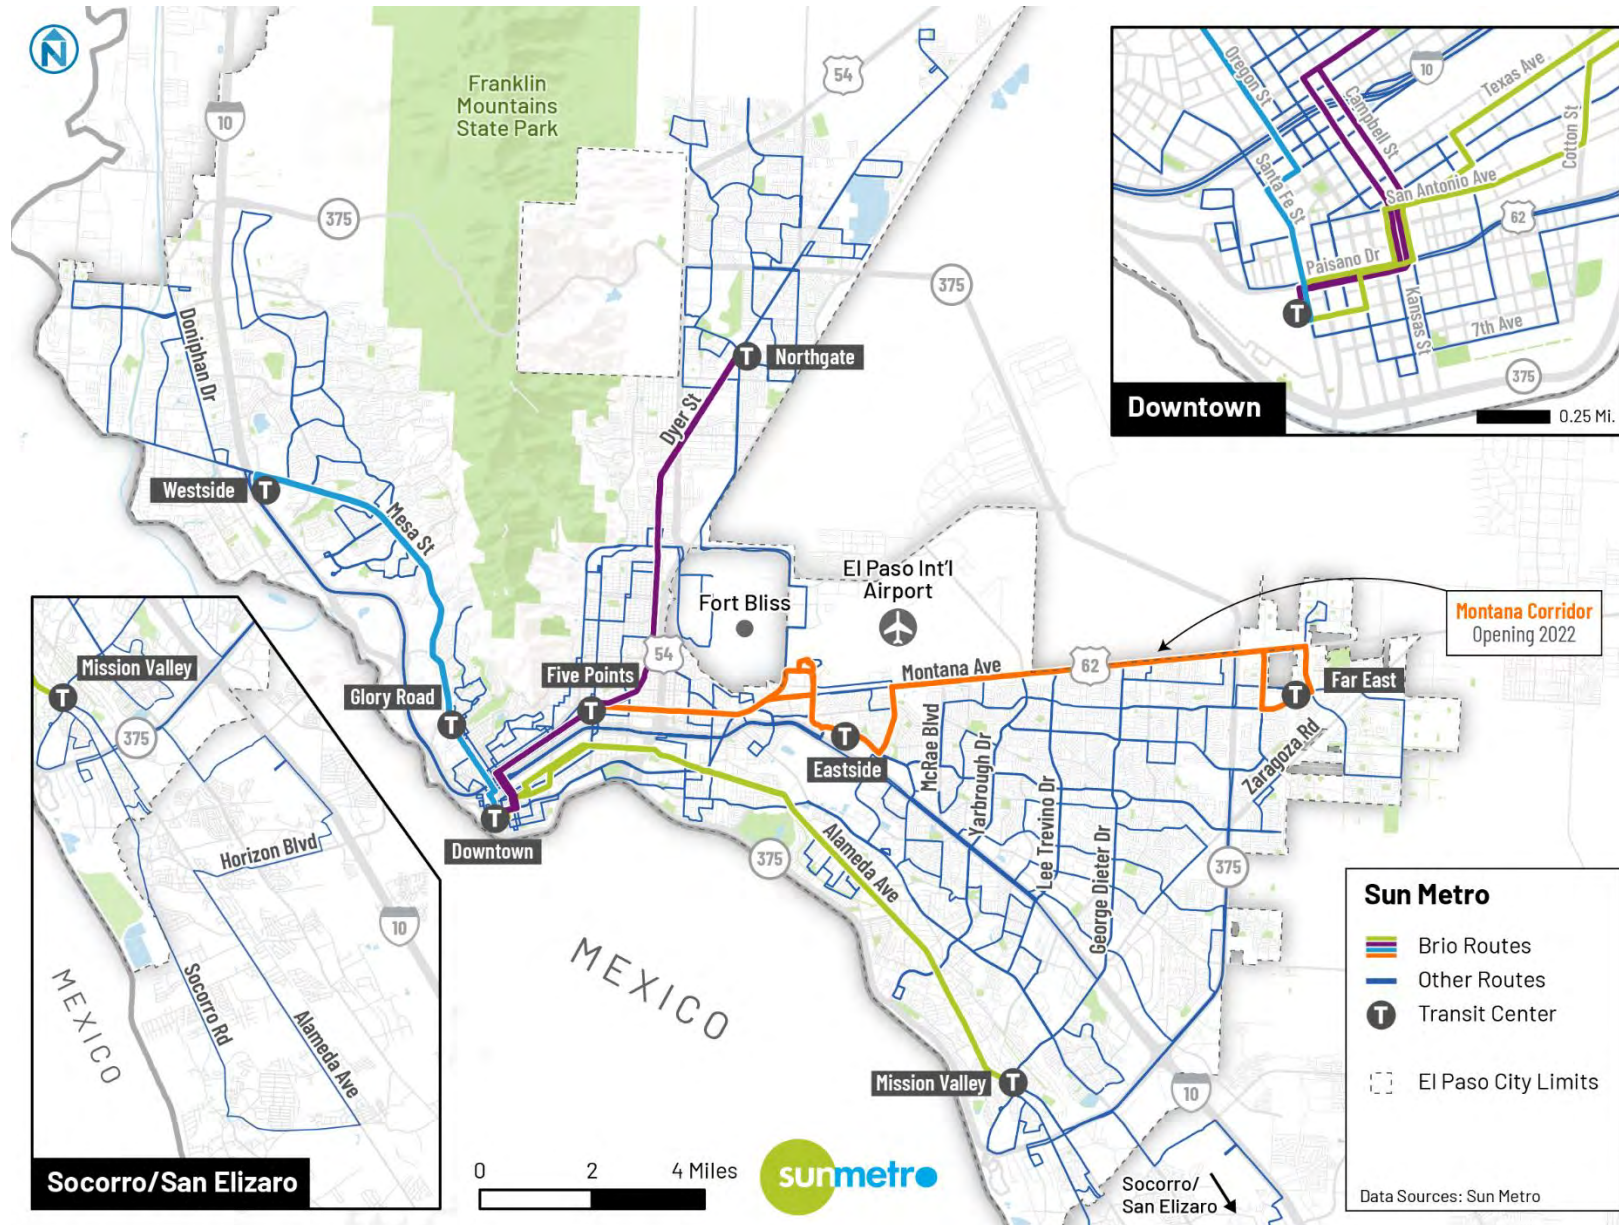 N
Franklin
Mountains
State Park
54
10
375
375
Doniphan Dr
Northgate
Dyer St
Westside
Mesa St
El Paso Int'l
Airport
Fort Bliss
54
Five Points
Glory Road
Montana Ave
62
Montana Corridor
Opening 2022
Far East
Eastside
McRae Blvd
Yarbrough Dr
Lee Trevino Dr
George Dieter Dr
Zaragoza Rd
Downtown
375
375
Alameda Ave
MEXICO
Mission Valley
10
Socorro/
San Elizaro
T
T
T
T
T
T
T
T
Oregon St
10
Texas Ave
Campbell St
Cotton St
Santa Fe St
San Antonio Ave
62
Paisano Dr
Kansas St
7th Ave
T
375
Downtown
0.25 Mi.
Mission Valley
T
375
Horizon Blvd
10
Socorro Rd
Alameda Ave
MEXICO
Socorro/San Elizaro
0 2 4 Miles
sunmetro
Sun Metro
Brio Routes
Other Routes
T Transit Center
El Paso City Limits
Data Sources: Sun Metro